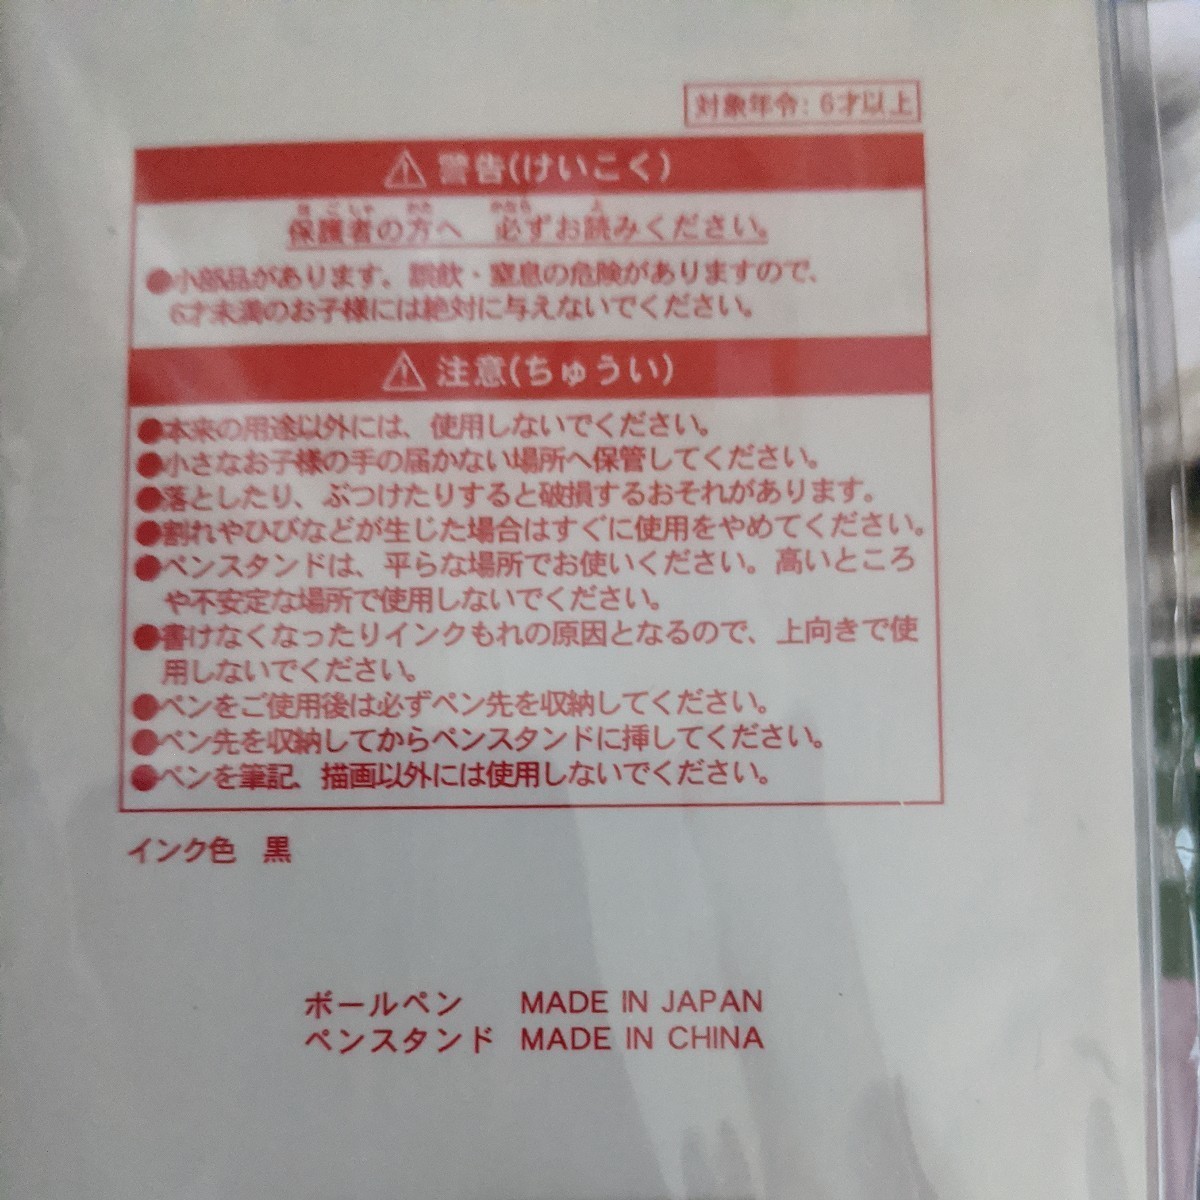 対象年令：6才以上
警告(けいこく)
保護者の方へ　必ずお読みください。
●小部品があります。誤飲・窒息の危険がありますので、
6才未満のお子様には絶対に与えないでください。
注意(ちゅうい)
●本来の用途以外には、使用しないでください。
●小さなお子様の手の届かない場所へ保管してください。
●落としたり、ぶつけたりすると破損するおそれがあります。
●割れやひびなどが生じた場合はすぐに使用をやめてください。
●ペンスタンドは、平らな場所でお使いください。高いところ
や不安定な場所で使用しないでください。
●書けなくなったりインクもれの原因となるので、上向きで使
用しないでください。
●ペンをご使用後は必ずペン先を収納してください。
●ペン先を収納してからペンスタンドに挿してください。
●ペンを筆記、描画以外には使用しないでください。
インク色　黒
ボールペン　MADE IN JAPAN
ペンスタンド　MADE IN CHINA